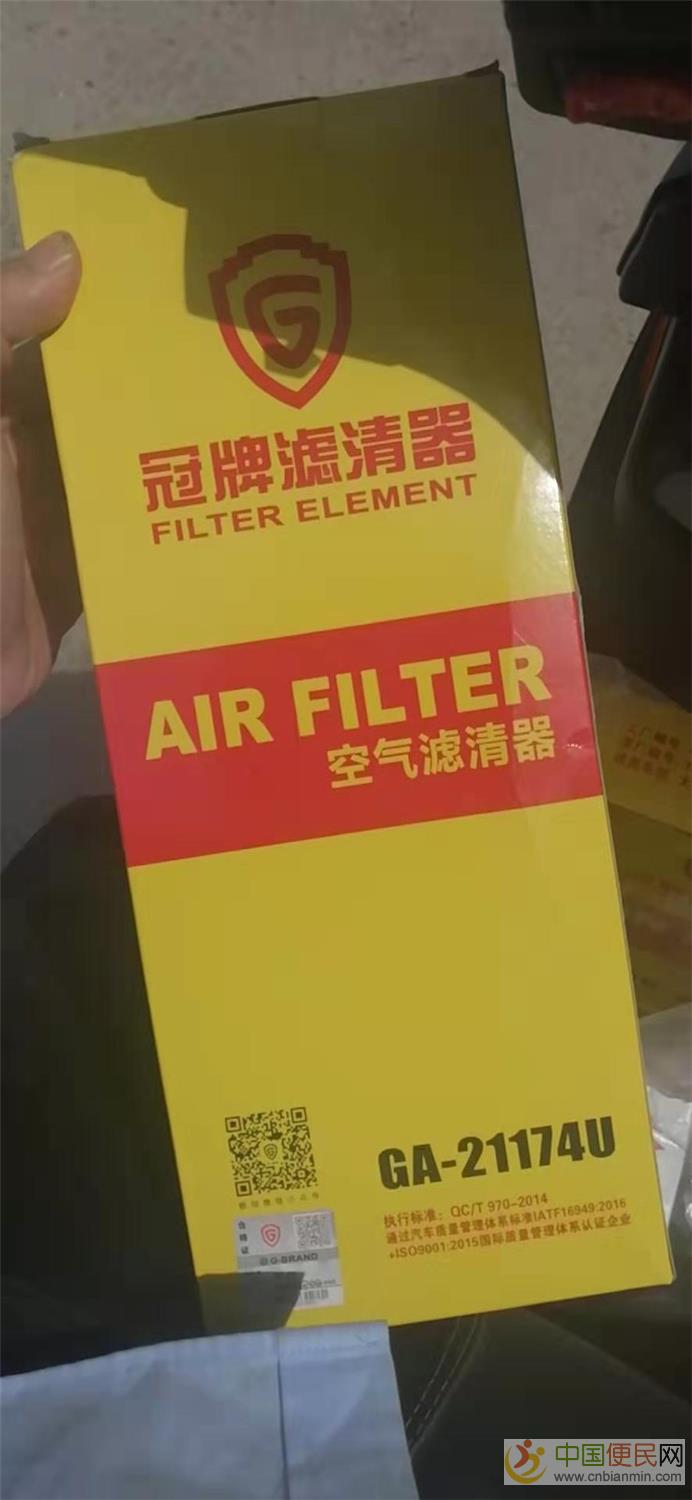 G
冠牌滤清器
FILTER ELEMENT
AIR FILTER
空气滤清器
GA-21174U
执行标准：QC/T 970-2014
通过汽车质量管理体系标准IATF16949:2016
+ISO9001:2015国际质量管理体系认证企业
合格证
G-BRAND
中国便民网
www.cnbianmin.com